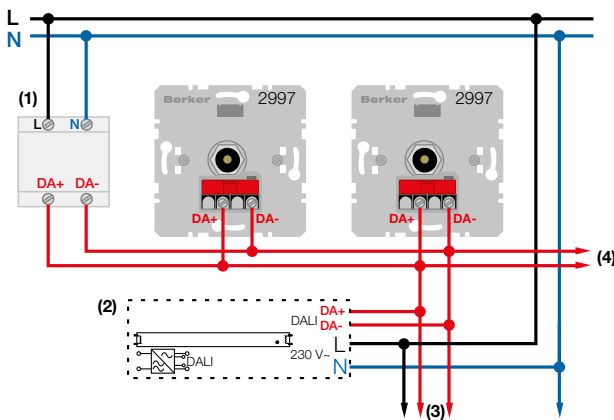 L
N
(1)
L N
DA+ DA-
Berker 2997
DA+ DA-
Berker 2997
DA+ DA-
(4)
(2)
DALI
DA+
DA-
L
230 V~
N
DALI
(3)